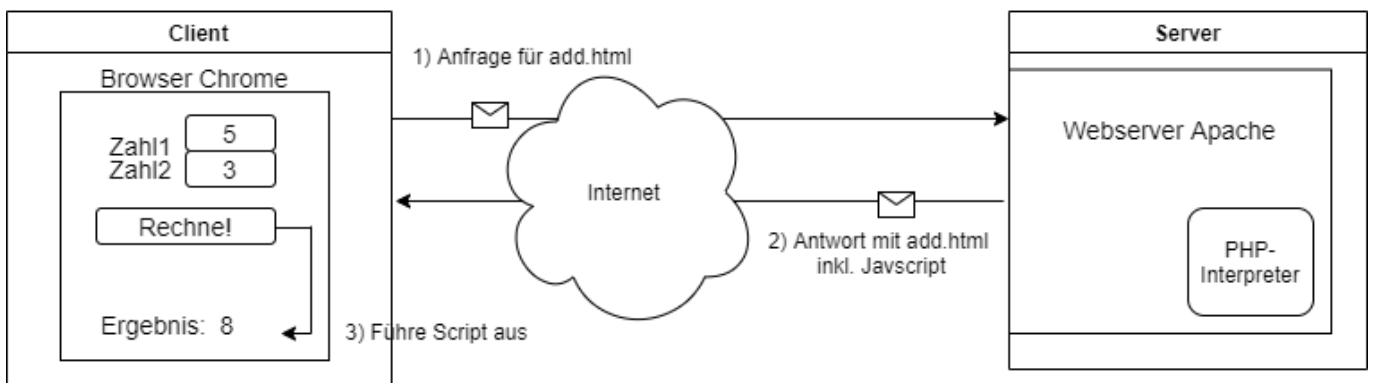 Client
Browser Chrome
Zahl1
5
Zahl2
3
Rechne!
Ergebnis: 8
3) Führe Script aus
1) Anfrage für add.html
Internet
2) Antwort mit add.html
inkl. Javscript
Server
Webserver Apache
PHP-
Interpreter